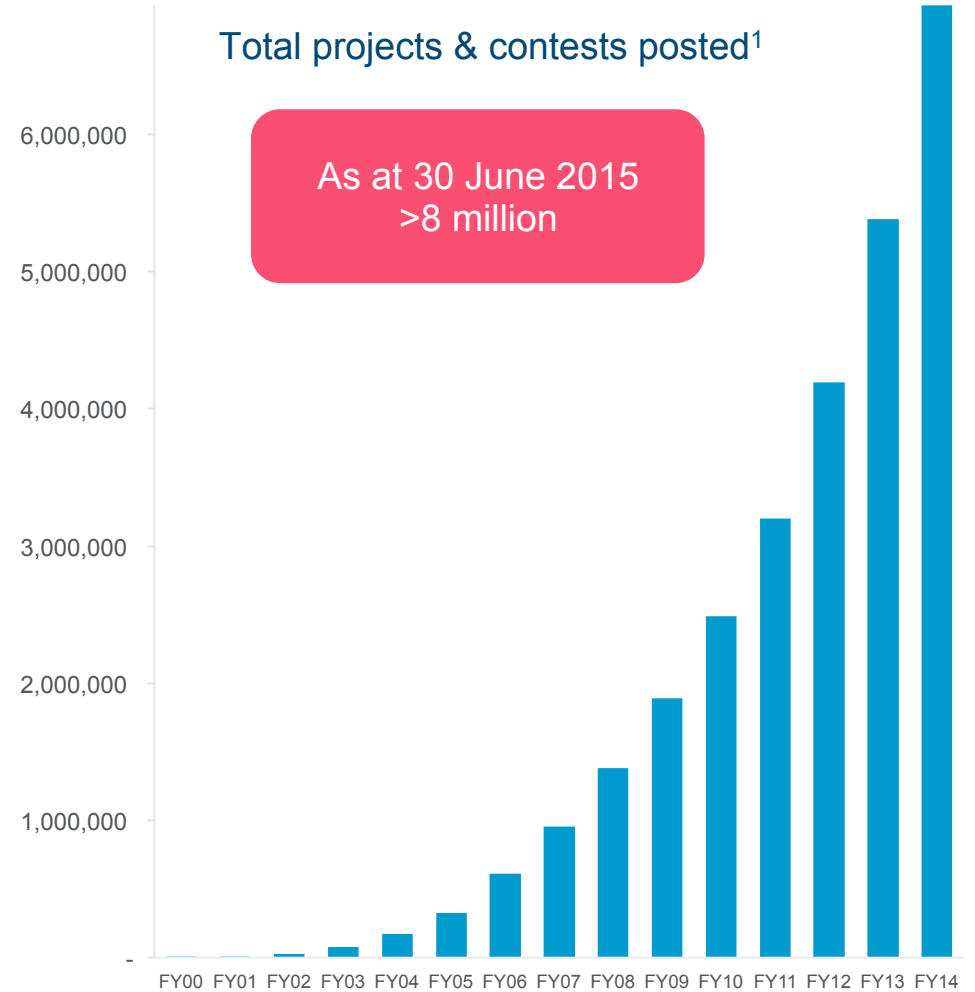 Total projects & contests posted¹
As at 30 June 2015
>8 million
6,000,000
5,000,000
4,000,000
3,000,000
2,000,000
1,000,000
-
FY00 FY01 FY02 FY03 FY04 FY05 FY06 FY07 FY08 FY09 FY10 FY11 FY12 FY13 FY14